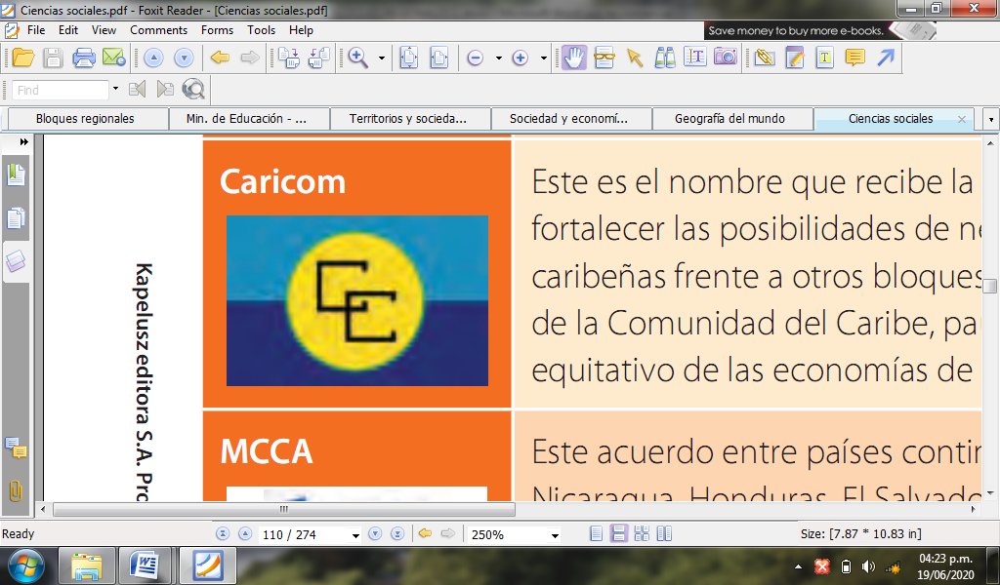 Ciencias sociales.pdf - Foxit Reader - [Ciencias sociales.pdf]
File Edit View Comments Forms Tools Help
Save money to buy more e-books.
Find
Bloques regionales Min. de Educación - ... Territorios y socieda... Sociedad y economí... Geografía del mundo Ciencias sociales
Caricom
CC
Este es el nombre que recibe la
fortalecer las posibilidades de ne
caribeñas frente a otros bloques
de la Comunidad del Caribe, pa
equitativo de las economías de
Kapelusz editora S.A. Pro
MCCA
Este acuerdo entre países contin
Nicaragua, Honduras, El Salvado
Ready
110 / 274
250%
Size: [7.87 * 10.83 in]
04:23 p.m.
19/06/2020